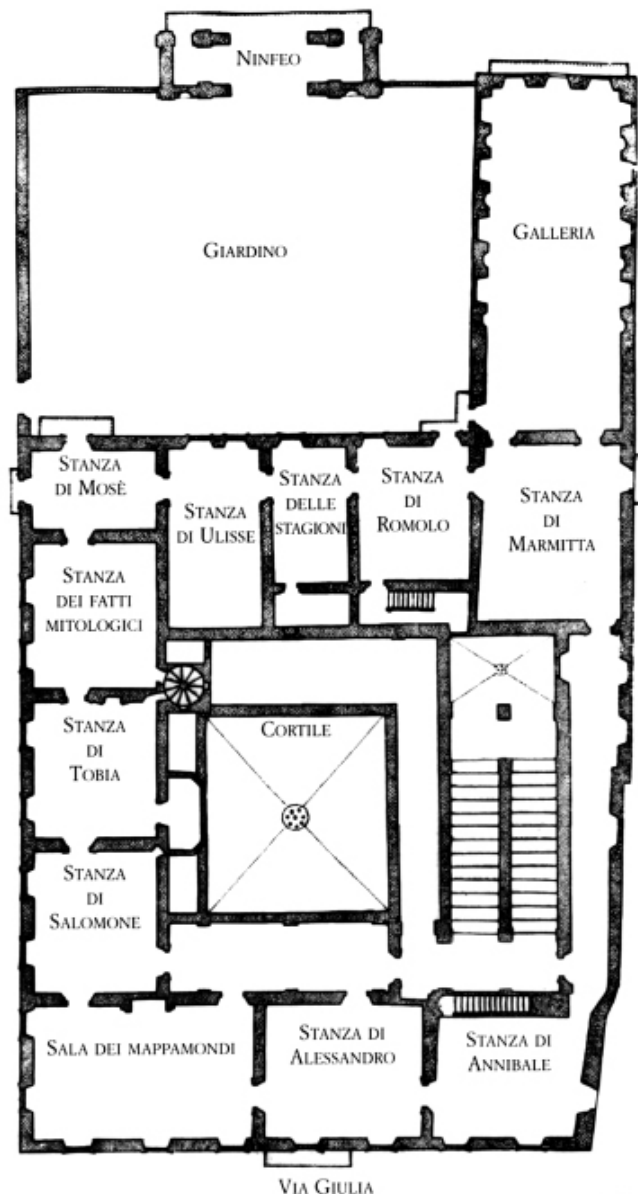 NINFEO
GIARDINO
GALLERIA
STANZA
DI MOSÈ
STANZA
DI ULISSE
STANZA
DELLE
STAGIONI
STANZA
DI
ROMOLO
STANZA
DI
MARMITTA
STANZA
DEI FATTI
MITOLOGICI
STANZA
DI
TOBIA
CORTILE
STANZA
DI
SALOMONE
SALA DEI MAPPAMONDI
STANZA DI
ALESSANDRO
STANZA DI
ANNIBALE
VIA GIULIA